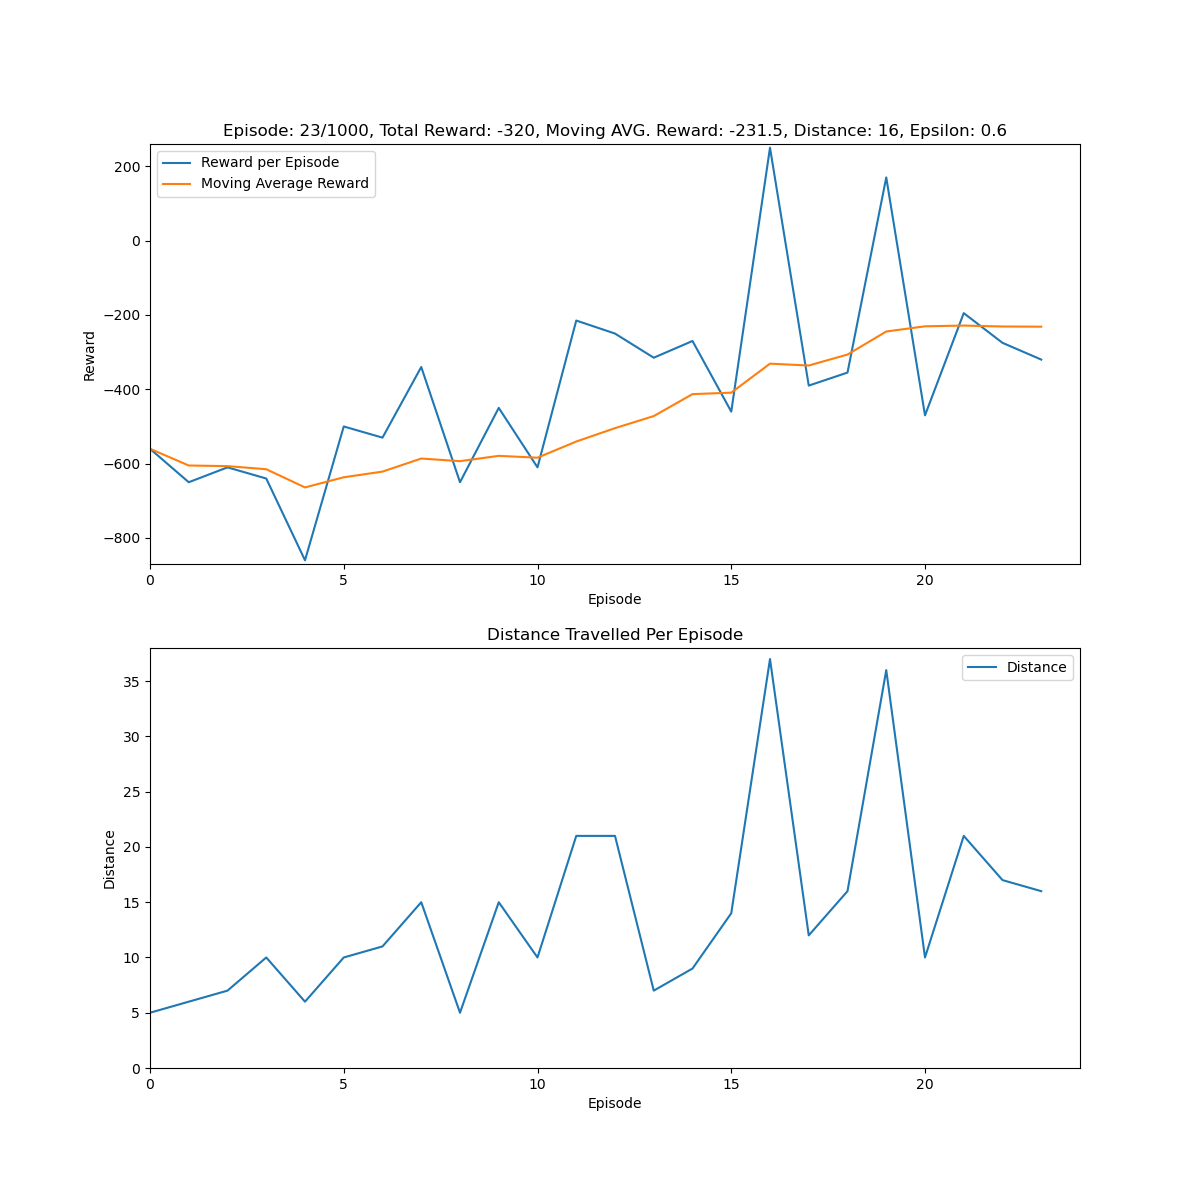 Episode: 23/1000, Total Reward: -320, Moving AVG. Reward: -231.5, Distance: 16, Epsilon: 0.6
Reward per Episode
Moving Average Reward
200
0
−200
−400
−600
−800
Reward
0 5 10 15 20
Episode
Distance Travelled Per Episode
Distance
35
30
25
20
15
10
5
0
Distance
0 5 10 15 20
Episode